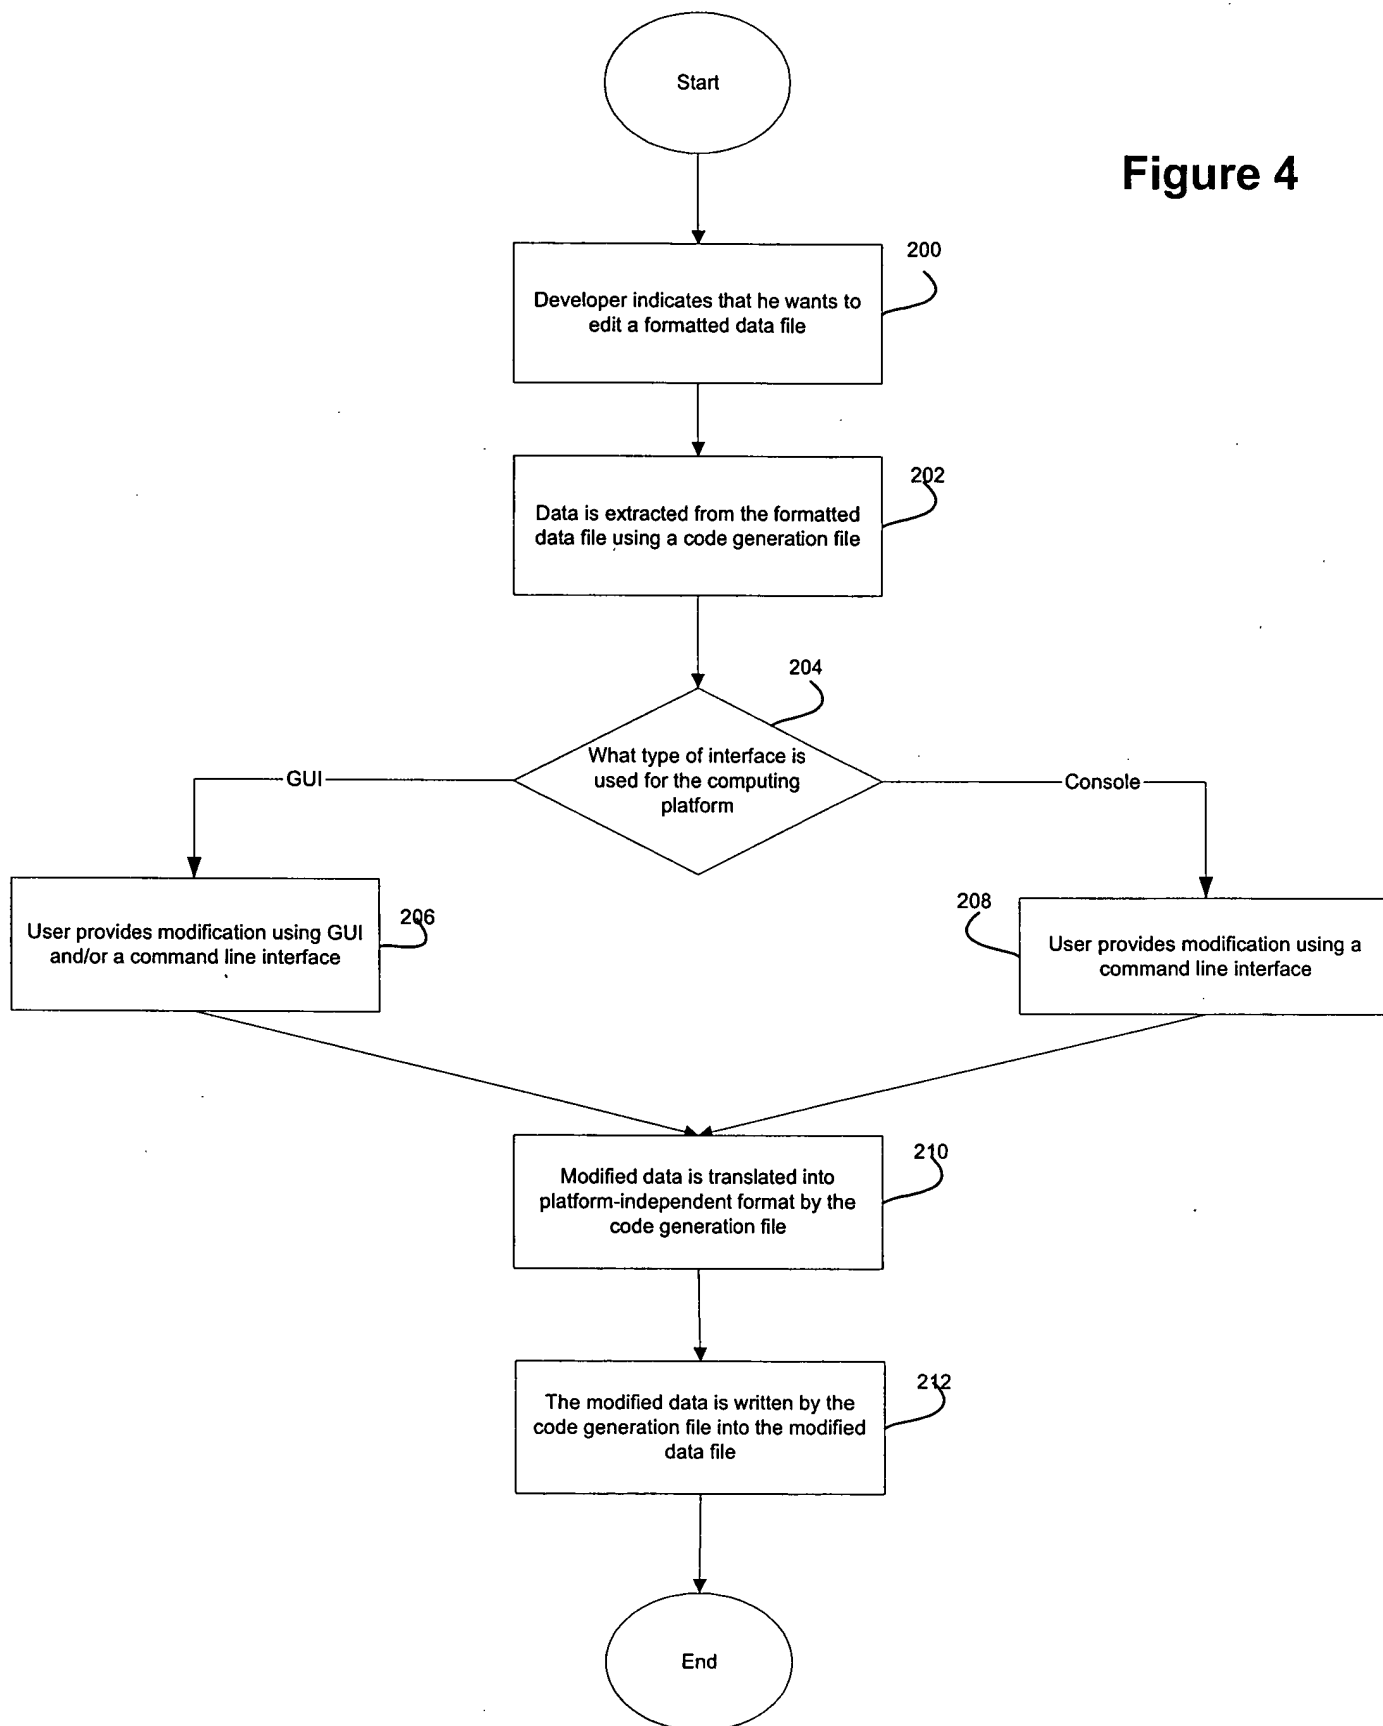 Start
Figure 4
200
Developer indicates that he wants to
edit a formatted data file
202
Data is extracted from the formatted
data file using a code generation file
204
What type of interface is
used for the computing
platform
GUI
Console
206
User provides modification using GUI
and/or a command line interface
208
User provides modification using a
command line interface
210
Modified data is translated into
platform-independent format by the
code generation file
212
The modified data is written by the
code generation file into the modified
data file
End